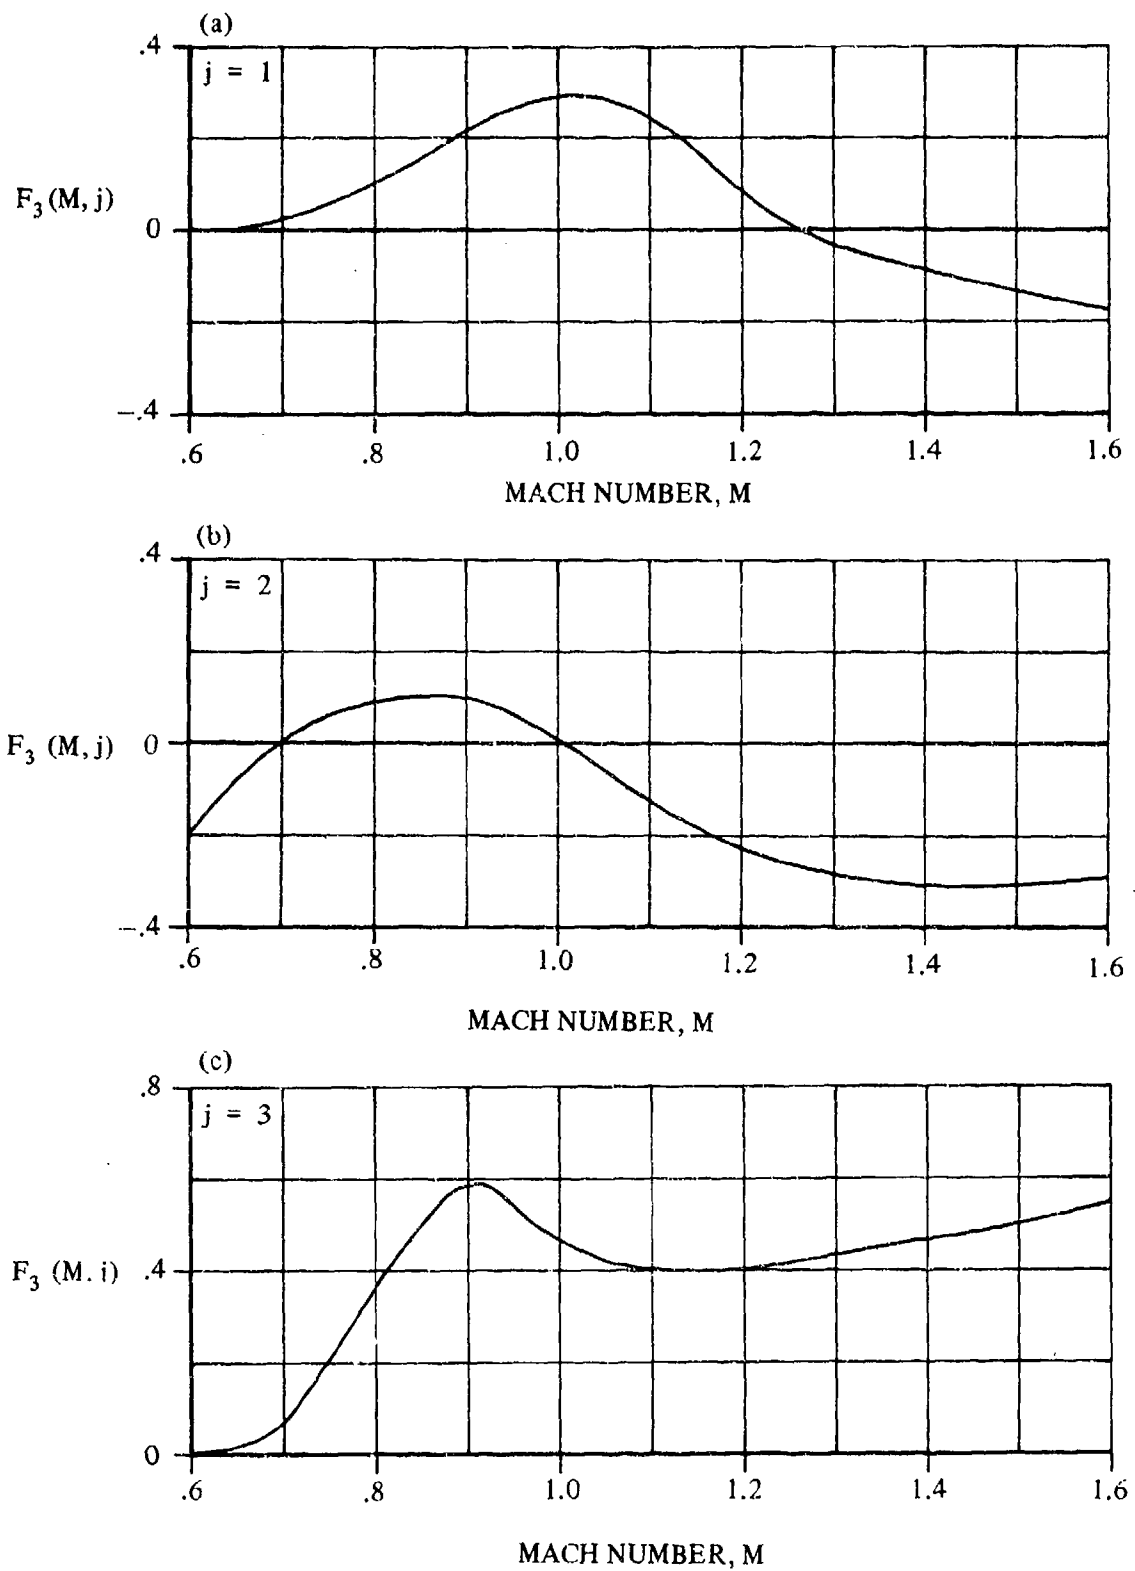 (a)
.4
j = 1
F3 (M, j)
0
-.4
.6 .8 1.0 1.2 1.4 1.6
MACH NUMBER, M
(b)
.4
j = 2
F3 (M, j)
0
-.4
.6 .8 1.0 1.2 1.4 1.6
MACH NUMBER, M
(c)
.8
j = 3
F3 (M. j)
.4
0
.6 .8 1.0 1.2 1.4 1.6
MACH NUMBER, M